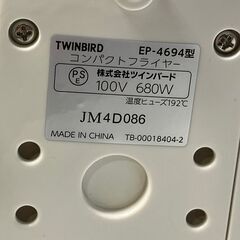 TWINBIRD EP-4694型
コンパクトフライヤー
PS E 株式会社ツインバード
100V 680W
温度ヒューズ192℃
JM4D086
MADE IN CHINA TB-00018404-2